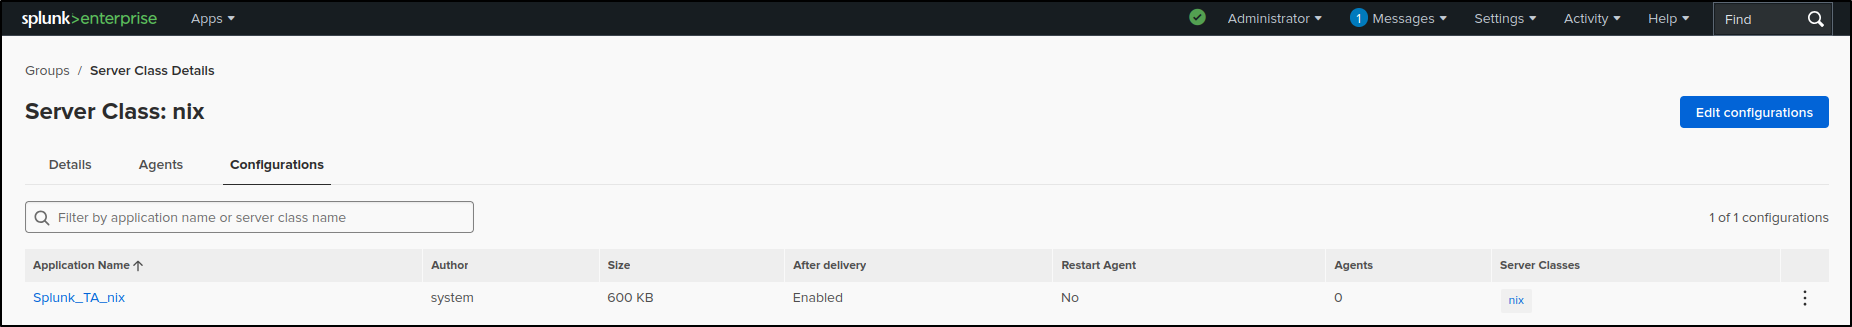 splunk>enterprise Apps Administrator 1 Messages Settings Activity Help Find
Groups / Server Class Details
Server Class: nix
Edit configurations
Details Agents Configurations
Filter by application name or server class name
1 of 1 configurations
Application Name Author Size After delivery Restart Agent Agents Server Classes
Splunk_TA_nix system 600 KB Enabled No 0 nix